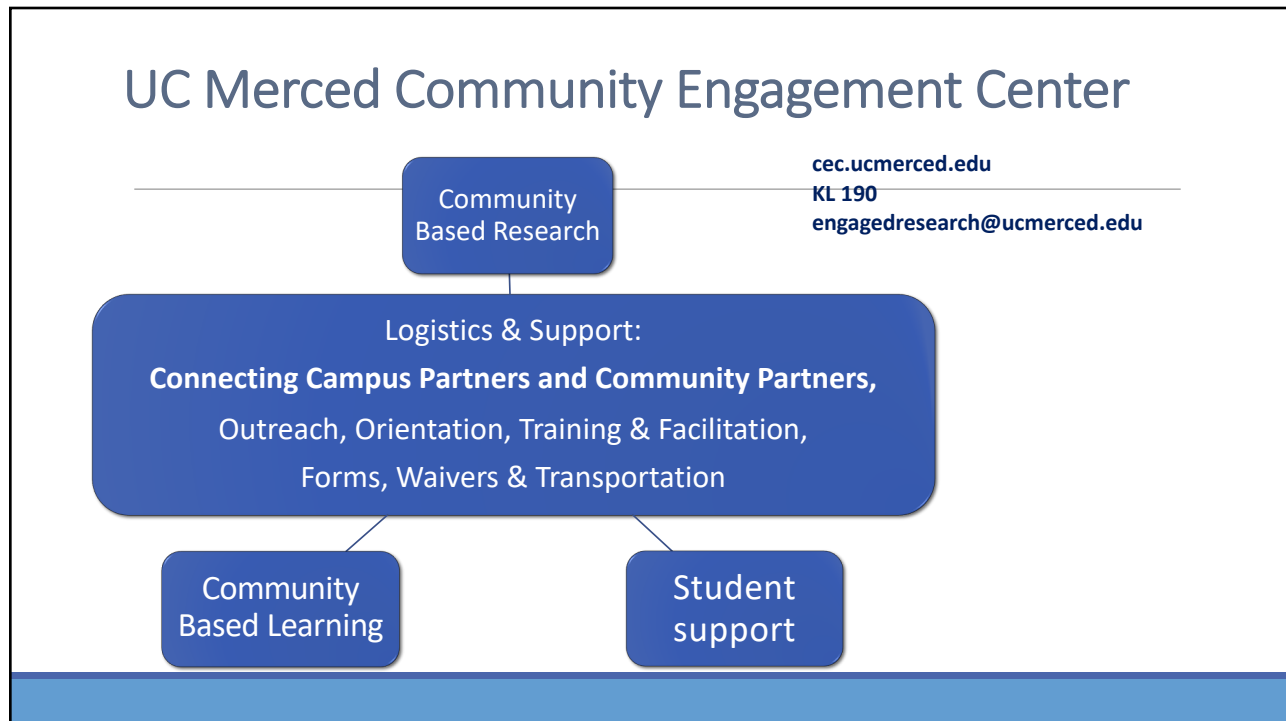 UC Merced Community Engagement Center
cec.ucmerced.edu
KL 190
engagedresearch@ucmerced.edu
Community
Based Research
Logistics & Support:
Connecting Campus Partners and Community Partners,
Outreach, Orientation, Training & Facilitation,
Forms, Waivers & Transportation
Community
Based Learning
Student
support